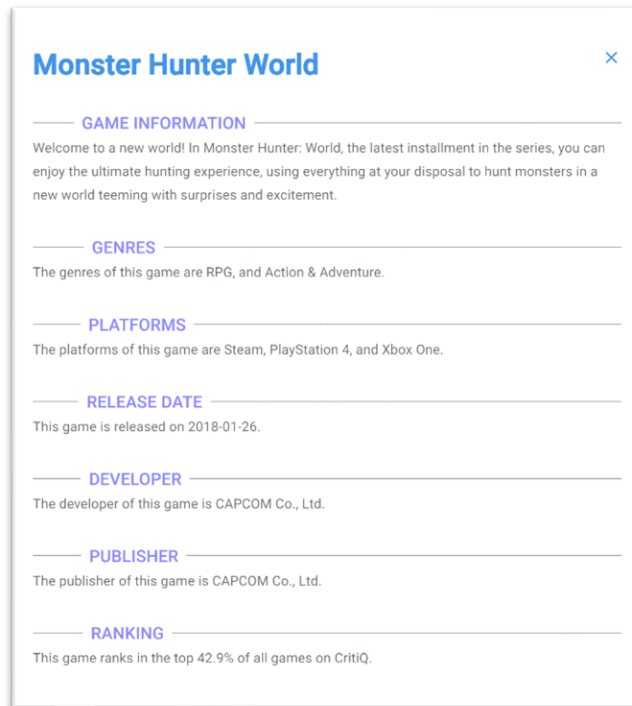 Monster Hunter World
×
GAME INFORMATION
Welcome to a new world! In Monster Hunter: World, the latest installment in the series, you can
enjoy the ultimate hunting experience, using everything at your disposal to hunt monsters in a
new world teeming with surprises and excitement.
GENRES
The genres of this game are RPG, and Action & Adventure.
PLATFORMS
The platforms of this game are Steam, PlayStation 4, and Xbox One.
RELEASE DATE
This game is released on 2018-01-26.
DEVELOPER
The developer of this game is CAPCOM Co., Ltd.
PUBLISHER
The publisher of this game is CAPCOM Co., Ltd.
RANKING
This game ranks in the top 42.9% of all games on CritiQ.